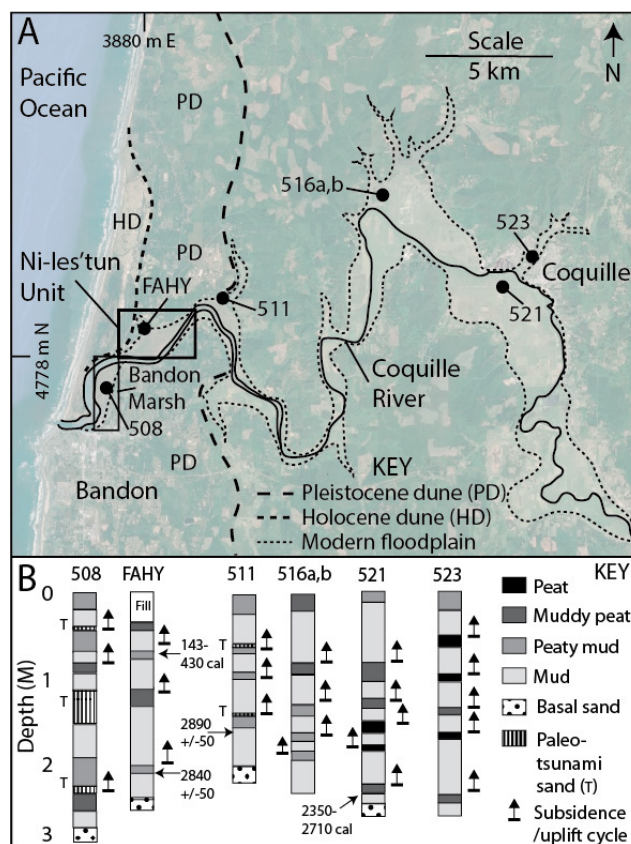 A
3880 m E
Scale
5 km
N
Pacific
Ocean
PD
516a,b
HD
PD
523
Ni-les'tun
Unit
FAHY
511
Coquille
521
4778 m N
Bandon
Marsh
Coquille
River
508
PD
KEY
Bandon
Pleistocene dune (PD)
Holocene dune (HD)
Modern floodplain
B
508 FAHY 511 516a,b 521 523 KEY
0
Fill
Peat
T
143-
430 cal
T
Muddy peat
Peaty mud
1
Mud
Depth (M)
T
2890
+/-50
T
Basal sand
Paleo-
tsunami
sand (T)
2
T
2840
+/-50
2350-
2710 cal
Subsidence
/uplift cycle
3